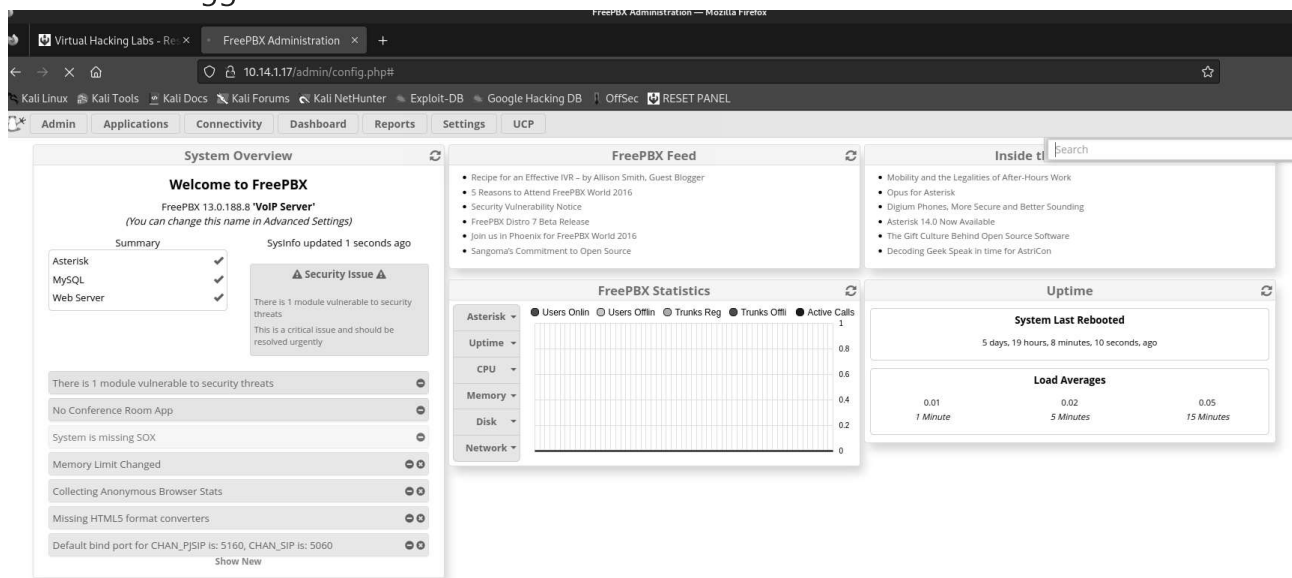 FreePBX Administration — Mozilla Firefox
Virtual Hacking Labs - Res × FreePBX Administration × +
10.14.1.17/admin/config.php#
Kali Linux Kali Tools Kali Docs Kali Forums Kali NetHunter Exploit-DB Google Hacking DB OffSec RESET PANEL
Admin Applications Connectivity Dashboard Reports Settings UCP
Search
System Overview
Welcome to FreePBX
FreePBX 13.0.188.8 'VoIP Server'
(You can change this name in Advanced Settings)
Summary
Asterisk
MySQL
Web Server
SysInfo updated 1 seconds ago
Security Issue
There is 1 module vulnerable to security
threats
This is a critical issue and should be
resolved urgently
There is 1 module vulnerable to security threats
No Conference Room App
System is missing SOX
Memory Limit Changed
Collecting Anonymous Browser Stats
Missing HTML5 format converters
Default bind port for CHAN_PJSIP is: 5160, CHAN_SIP is: 5060
Show New
FreePBX Feed
Recipe for an Effective IVR – by Allison Smith, Guest Blogger
5 Reasons to Attend FreePBX World 2016
Security Vulnerability Notice
FreePBX Distro 7 Beta Release
Join us in Phoenix for FreePBX World 2016
Sangoma's Commitment to Open Source
FreePBX Statistics
Asterisk
Uptime
CPU
Memory
Disk
Network
Users Onlin Users Offlin Trunks Reg Trunks Offli Active Calls
1
0.8
0.6
0.4
0.2
0
Inside t
Mobility and the Legalities of After-Hours Work
Opus for Asterisk
Digium Phones, More Secure and Better Sounding
Asterisk 14.0 Now Available
The Gift Culture Behind Open Source Software
Decoding Geek Speak in time for AstriCon
Uptime
System Last Rebooted
5 days, 19 hours, 8 minutes, 10 seconds, ago
Load Averages
0.01 0.02 0.05
1 Minute 5 Minutes 15 Minutes